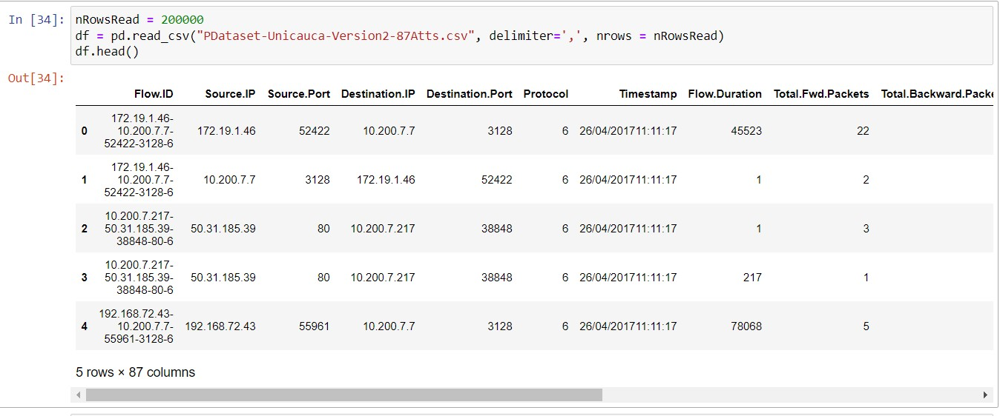 In [34]: nRowsRead = 200000
df = pd.read_csv("PDataset-Unicauca-Version2-87Atts.csv", delimiter=',', nrows = nRowsRead)
df.head()
Out[34]:
Flow.ID Source.IP Source.Port Destination.IP Destination.Port Protocol Timestamp Flow.Duration Total.Fwd.Packets Total.Backward.Packe
172.19.1.46-
0 10.200.7.7- 172.19.1.46 52422 10.200.7.7 3128 6 26/04/201711:11:17 45523 22
52422-3128-6
172.19.1.46-
1 10.200.7.7- 10.200.7.7 3128 172.19.1.46 52422 6 26/04/201711:11:17 1 2
52422-3128-6
10.200.7.217-
2 50.31.185.39- 50.31.185.39 80 10.200.7.217 38848 6 26/04/201711:11:17 1 3
38848-80-6
10.200.7.217-
3 50.31.185.39- 50.31.185.39 80 10.200.7.217 38848 6 26/04/201711:11:17 217 1
38848-80-6
192.168.72.43-
4 10.200.7.7- 192.168.72.43 55961 10.200.7.7 3128 6 26/04/201711:11:17 78068 5
55961-3128-6
5 rows × 87 columns